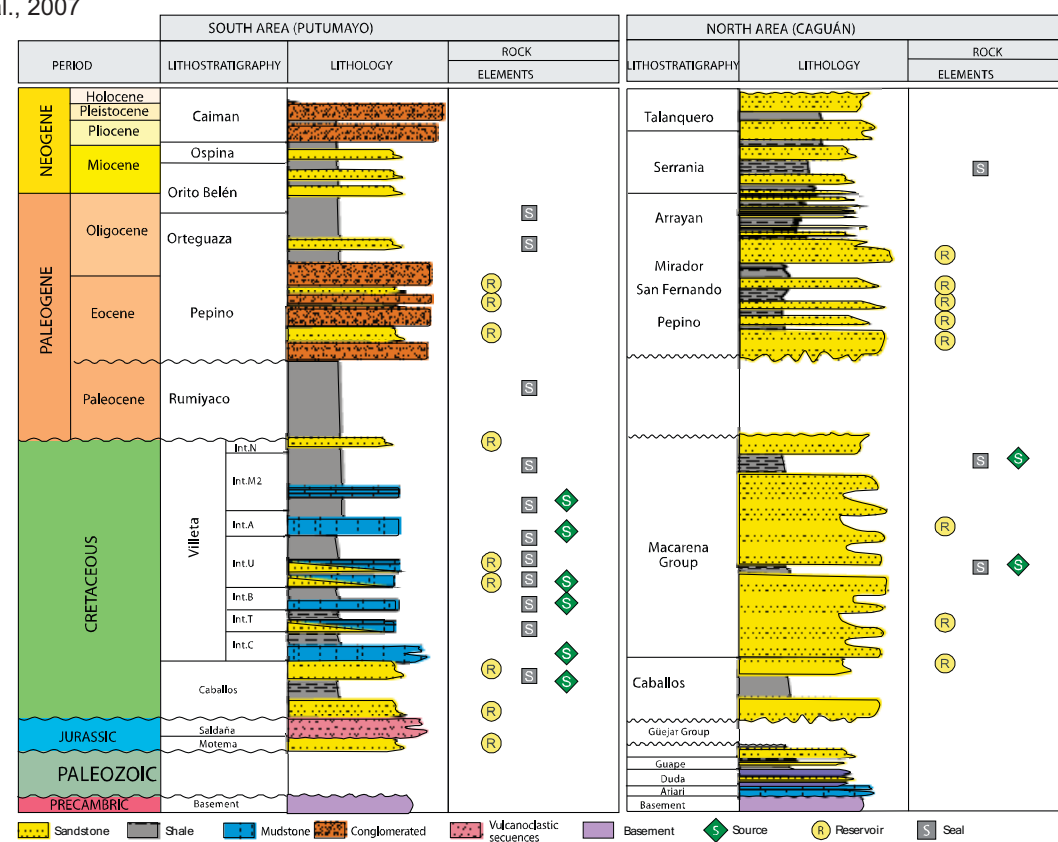 al., 2007
SOUTH AREA (PUTUMAYO)
NORTH AREA (CAGUÁN)
PERIOD
LITHOSTRATIGRAPHY
LITHOLOGY
ROCK
ELEMENTS
LITHOSTRATIGRAPHY
LITHOLOGY
ROCK
ELEMENTS
NEOGENE
Holocene
Pleistocene
Pliocene
Miocene
PALEOGENE
Oligocene
Eocene
Paleocene
CRETACEOUS
JURASSIC
PALEOZOIC
PRECAMBRIC
Caiman
Ospina
Orito Belén
Orteguaza
Pepino
Rumiyaco
Villeta
Int.N
Int.M2
Int.A
Int.U
Int.B
Int.T
Int.C
Caballos
Saldaña
Motema
Basement
S
S
R
R
R
S
R
S
S
S
S
S
S
R
S
R
S
S
S
S
S
R
S
S
S
R
R
Talanquero
Serrania
Arrayan
Mirador
San Fernando
Pepino
Macarena
Group
Caballos
Güejar Group
Guape
Duda
Ariari
Basement
S
R
R
R
R
R
S
S
R
S
S
R
R
Sandstone
Shale
Mudstone
Conglomerated
Vulcanoclastic
secuences
Basement
S Source
R Reservoir
S Seal